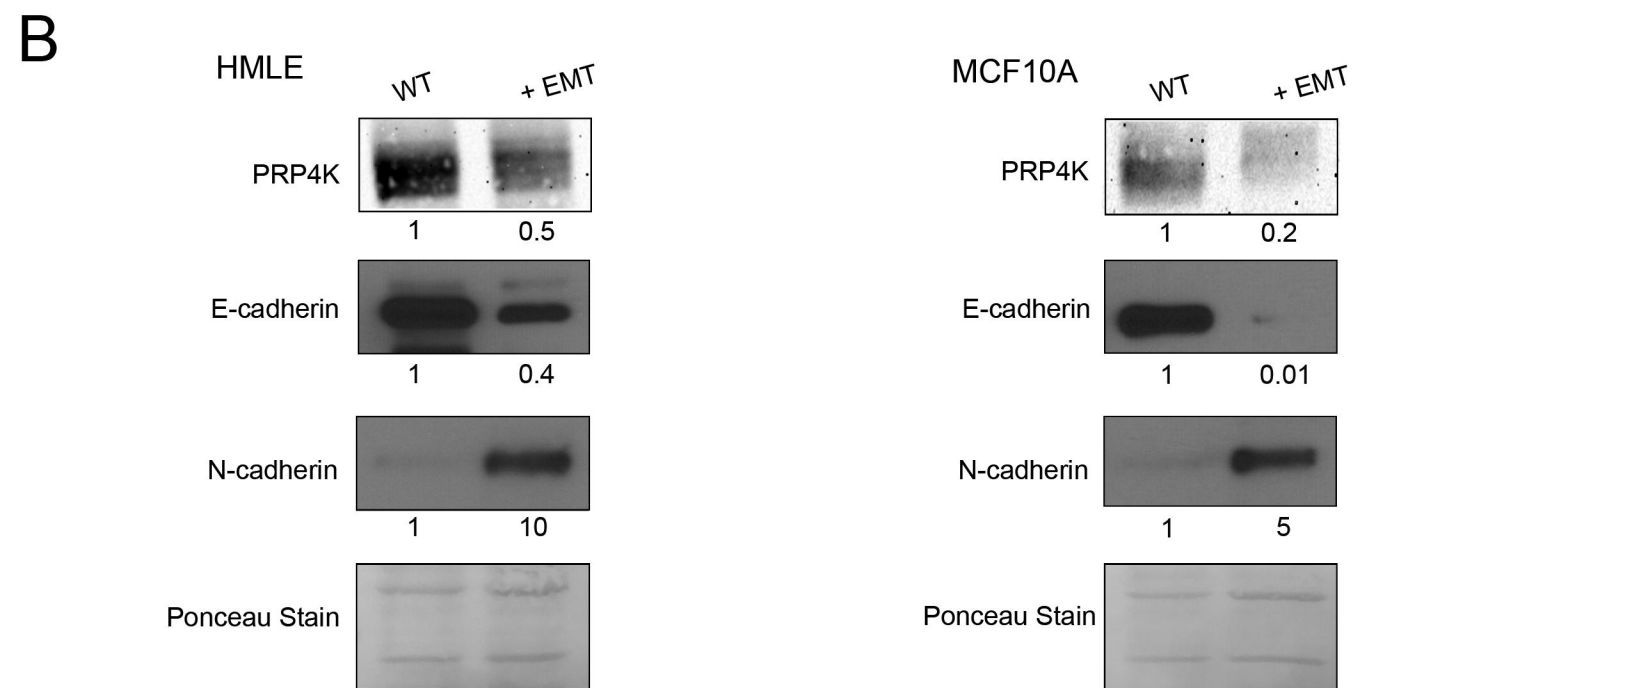 B
HMLE WT + EMT
PRP4K
1 0.5
E-cadherin
1 0.4
N-cadherin
1 10
Ponceau Stain
MCF10A WT + EMT
PRP4K
1 0.2
E-cadherin
1 0.01
N-cadherin
1 5
Ponceau Stain